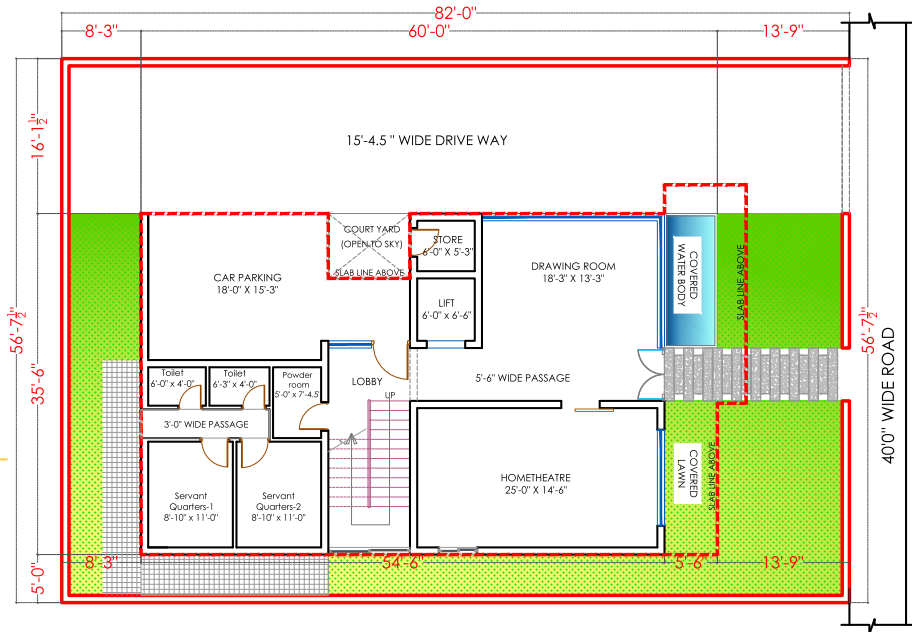 82'-0"
8'-3"
60'-0"
13'-9"
16'-1½"
15'-4.5 " WIDE DRIVE WAY
COURT YARD
(OPEN TO SKY)
SLAB LINE ABOVE
STORE
6'-0" X 5'-3"
CAR PARKING
18'-0" X 15'-3"
DRAWING ROOM
18'-3" X 13'-3"
COVERED
WATER BODY
SLAB LINE ABOVE
LIFT
6'-0" X 6'-6"
56'-7½"
56'-7½"
35'-6"
Toilet
6'-0" x 4'-0"
Toilet
6'-3" x 4'-0"
Powder
room
5'-0" x 7'-4.5'
LOBBY
UP
5'-6" WIDE PASSAGE
3'-0" WIDE PASSAGE
40'0" WIDE ROAD
HOMETHEATRE
25'-0" X 14'-6"
COVERED
LAWN
SLAB LINE ABOVE
Servant
Quarters-1
8'-10" x 11'-0"
Servant
Quarters-2
8'-10" x 11'-0"
5'-0"
8'-3"
54'-6"
5'-6"
13'-9"